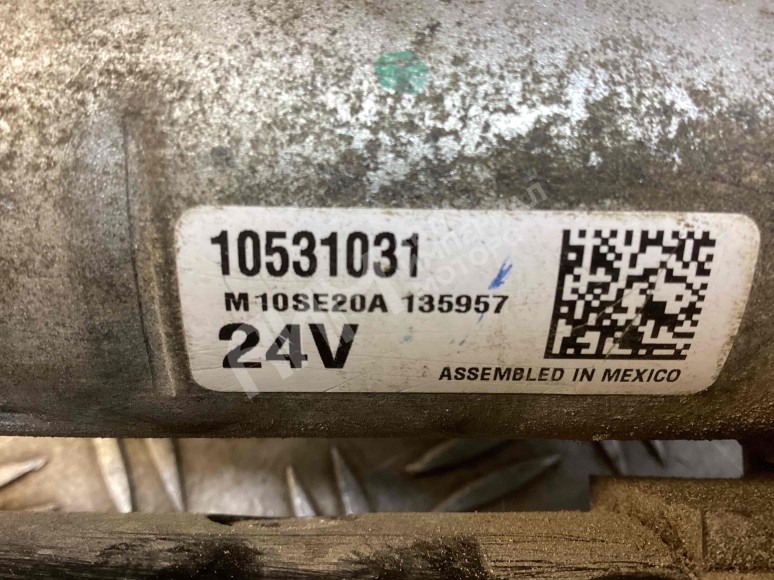 10531031
M10SE20A 135957
24V
ASSEMBLED IN MEXICO